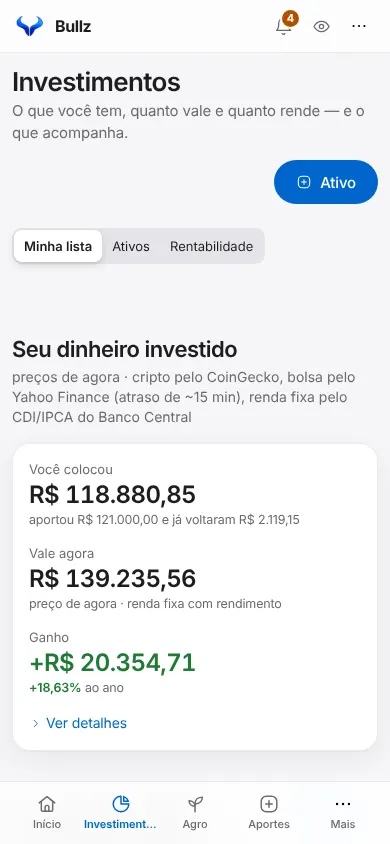 Bullz
4
Investimentos
O que você tem, quanto vale e quanto rende — e o
que acompanha.
Ativo
Minha lista Ativos Rentabilidade
Seu dinheiro investido
preços de agora · cripto pelo CoinGecko, bolsa pelo
Yahoo Finance (atraso de ~15 min), renda fixa pelo
CDI/IPCA do Banco Central
Você colocou
R$ 118.880,85
aportou R$ 121.000,00 e já voltaram R$ 2.119,15
Vale agora
R$ 139.235,56
preço de agora · renda fixa com rendimento
Ganho
+R$ 20.354,71
+18,63% ao ano
Ver detalhes
Início Investiment... Agro Aportes Mais